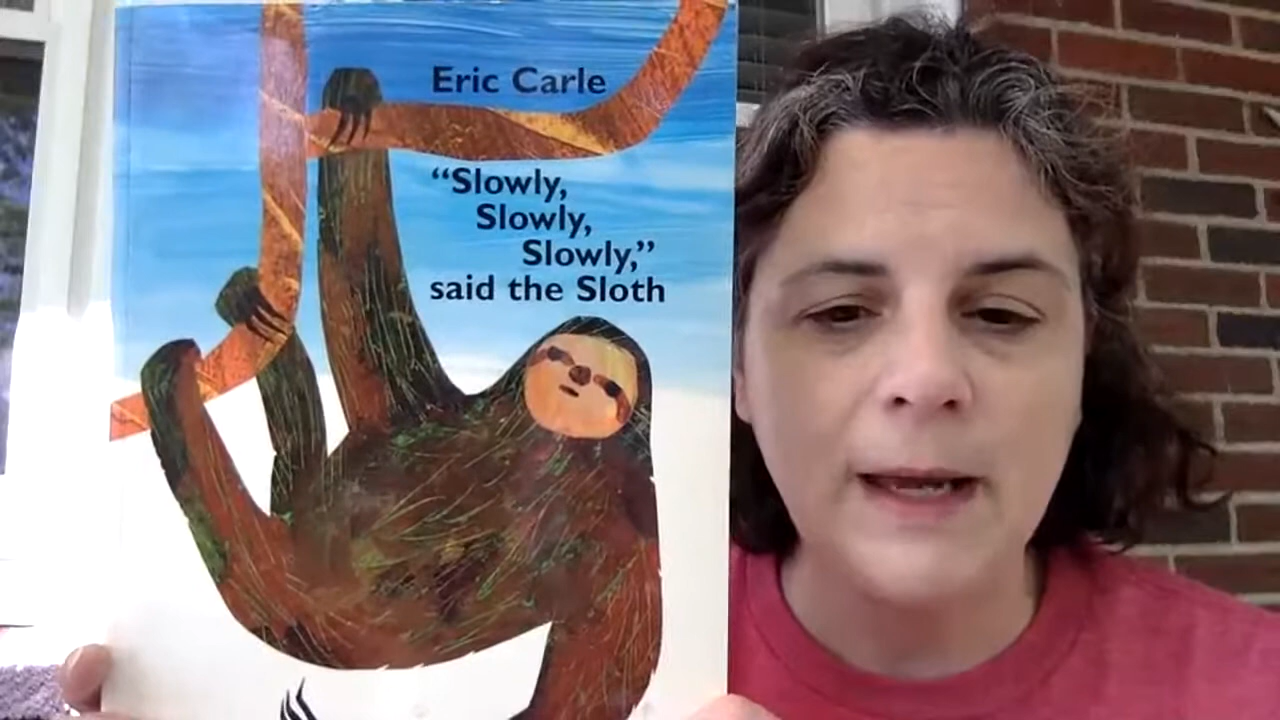 Eric Carle
“Slowly,
Slowly,
Slowly,”
said the Sloth